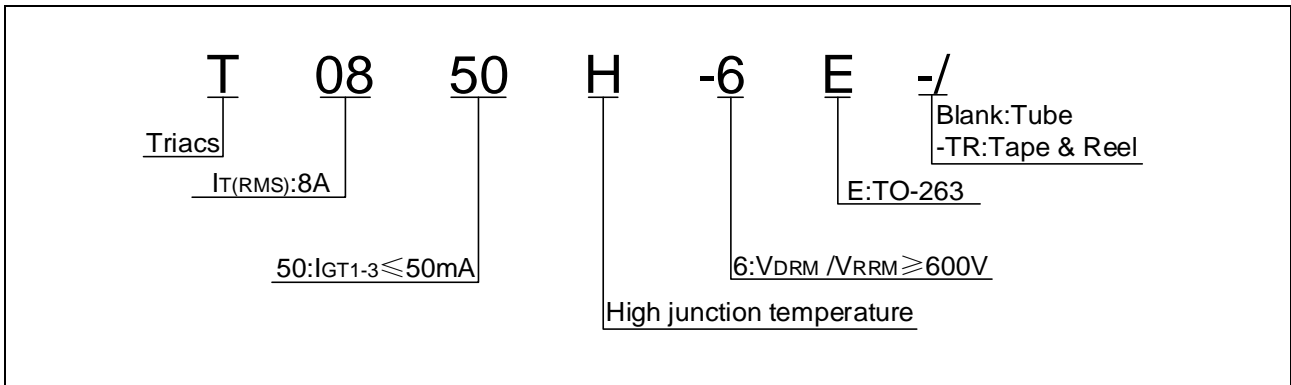 T 08 50 H -6 E -/
Blank:Tube
-TR:Tape & Reel
Triacs
IT(RMS):8A
E:TO-263
50:IGT1-3≤50mA
6:VDRM /VRRM≥600V
High junction temperature